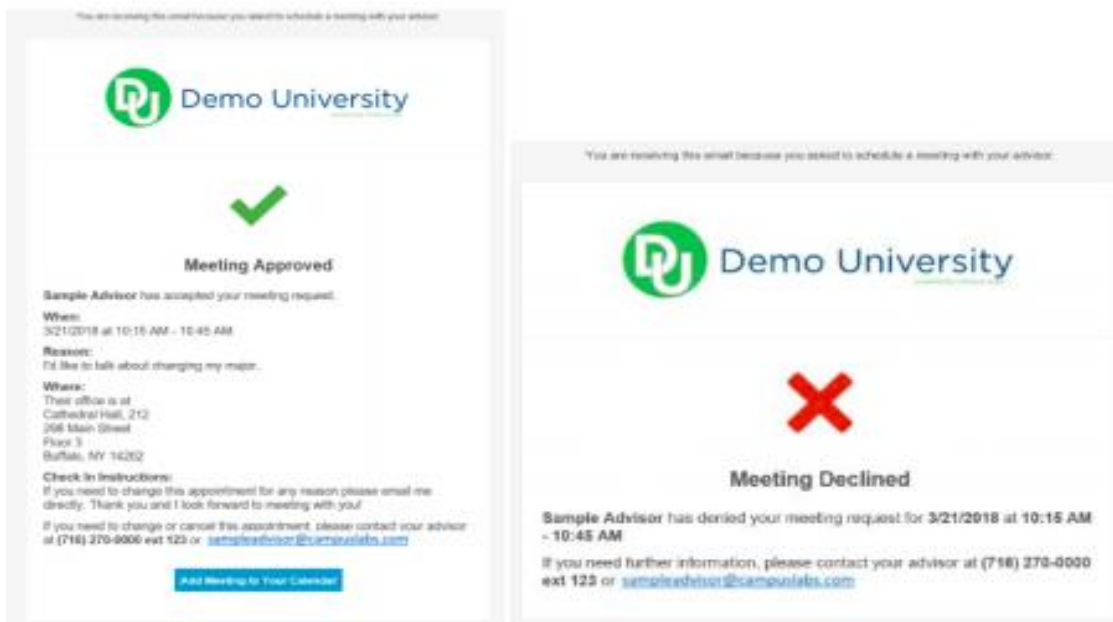 You are receiving this email because you asked to schedule a meeting with your advisor.
DU Demo University
Meeting Approved
Sample Advisor has accepted your meeting request.
When:
3/21/2018 at 10:15 AM - 10:45 AM
Reason:
I'd like to talk about changing my major.
Where:
Their office is at
Cathedral Hall, 212
298 Main Street
Floor 3
Buffalo, NY 14202
Check In Instructions:
If you need to change this appointment for any reason please email me
directly. Thank you and I look forward to meeting with you!
If you need to change or cancel this appointment, please contact your advisor
at (716) 270-0000 ext 123 or sampleadvisor@campuslabs.com
Add Meeting to Your Calendar
You are receiving this email because you asked to schedule a meeting with your advisor.
DU Demo University
Meeting Declined
Sample Advisor has denied your meeting request for 3/21/2018 at 10:15 AM
- 10:45 AM
If you need further information, please contact your advisor at (716) 270-0000
ext 123 or sampleadvisor@campuslabs.com